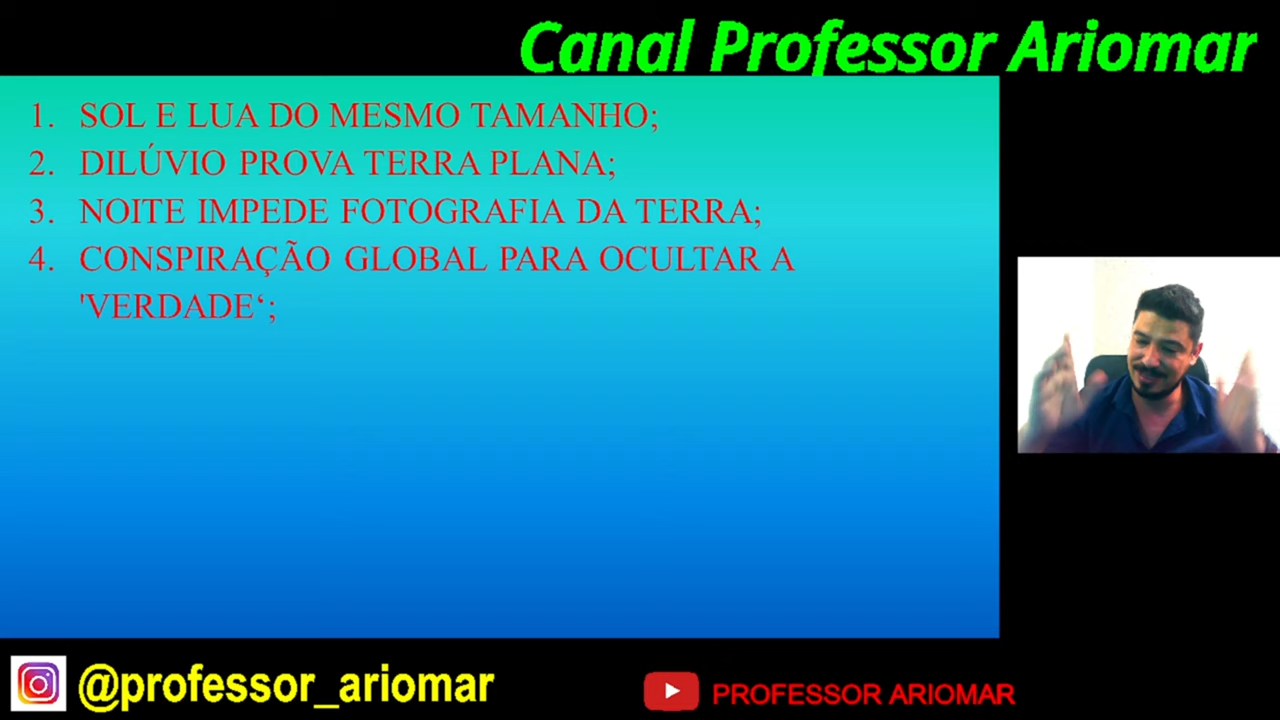 Canal Professor Ariomar
1. SOL E LUA DO MESMO TAMANHO;
2. DILÚVIO PROVA TERRA PLANA;
3. NOITE IMPEDE FOTOGRAFIA DA TERRA;
4. CONSPIRAÇÃO GLOBAL PARA OCULTAR A
'VERDADE‘;
@professor_ariomar
PROFESSOR ARIOMAR